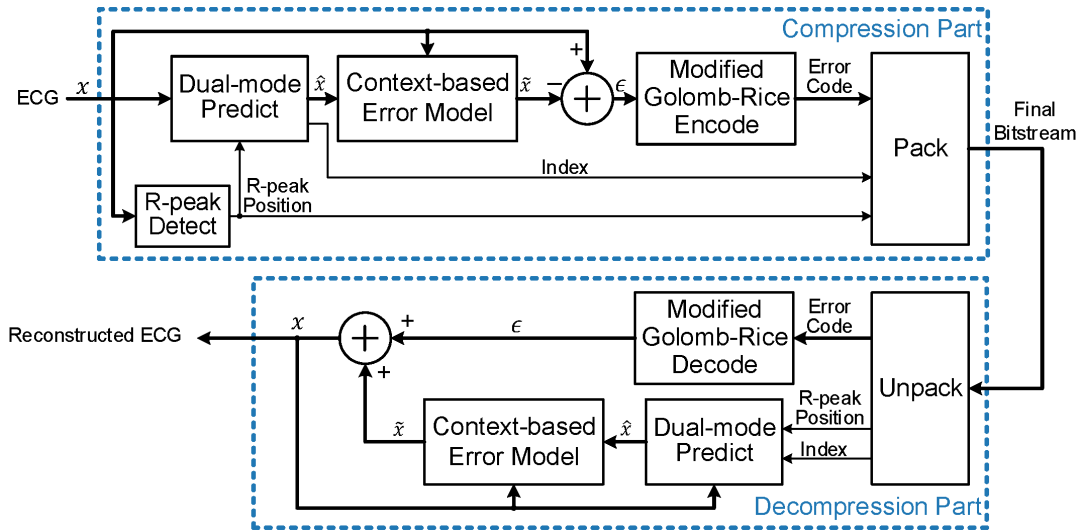 Compression Part
ECG
x
Dual-mode
Predict
x̂
Context-based
Error Model
x̃
+
−
+
ϵ
Modified
Golomb-Rice
Encode
Error
Code
Pack
Final
Bitstream
Index
R-peak
Position
R-peak
Detect
Reconstructed ECG
x
+
+
+
ϵ
Modified
Golomb-Rice
Decode
Error
Code
Unpack
R-peak
Position
Index
x̃
Context-based
Error Model
x̂
Dual-mode
Predict
Decompression Part